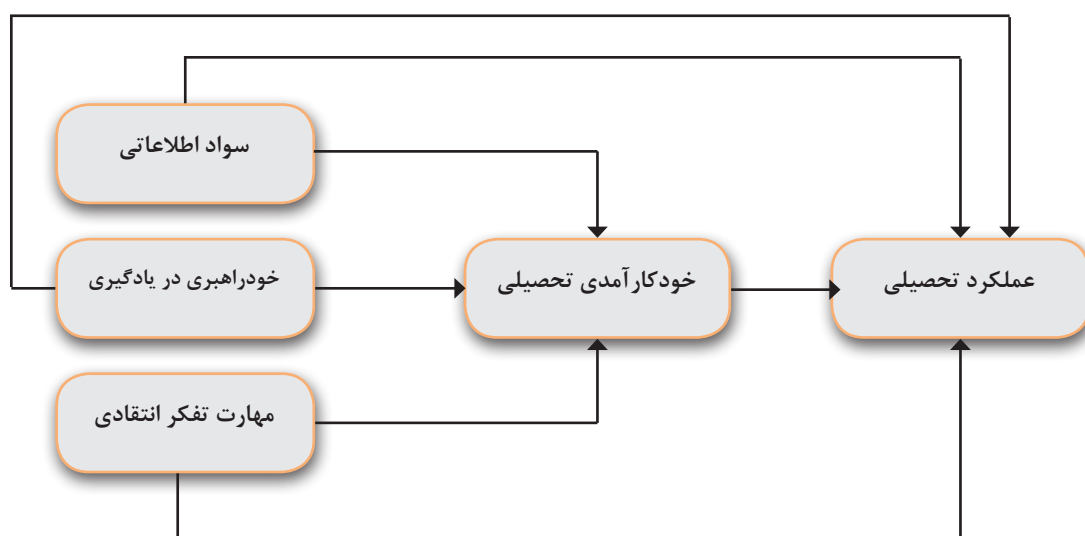 سواد اطلاعاتی
خودراهبری در یادگیری
خودکارآمدی تحصیلی
عملکرد تحصیلی
مهارت تفکر انتقادی